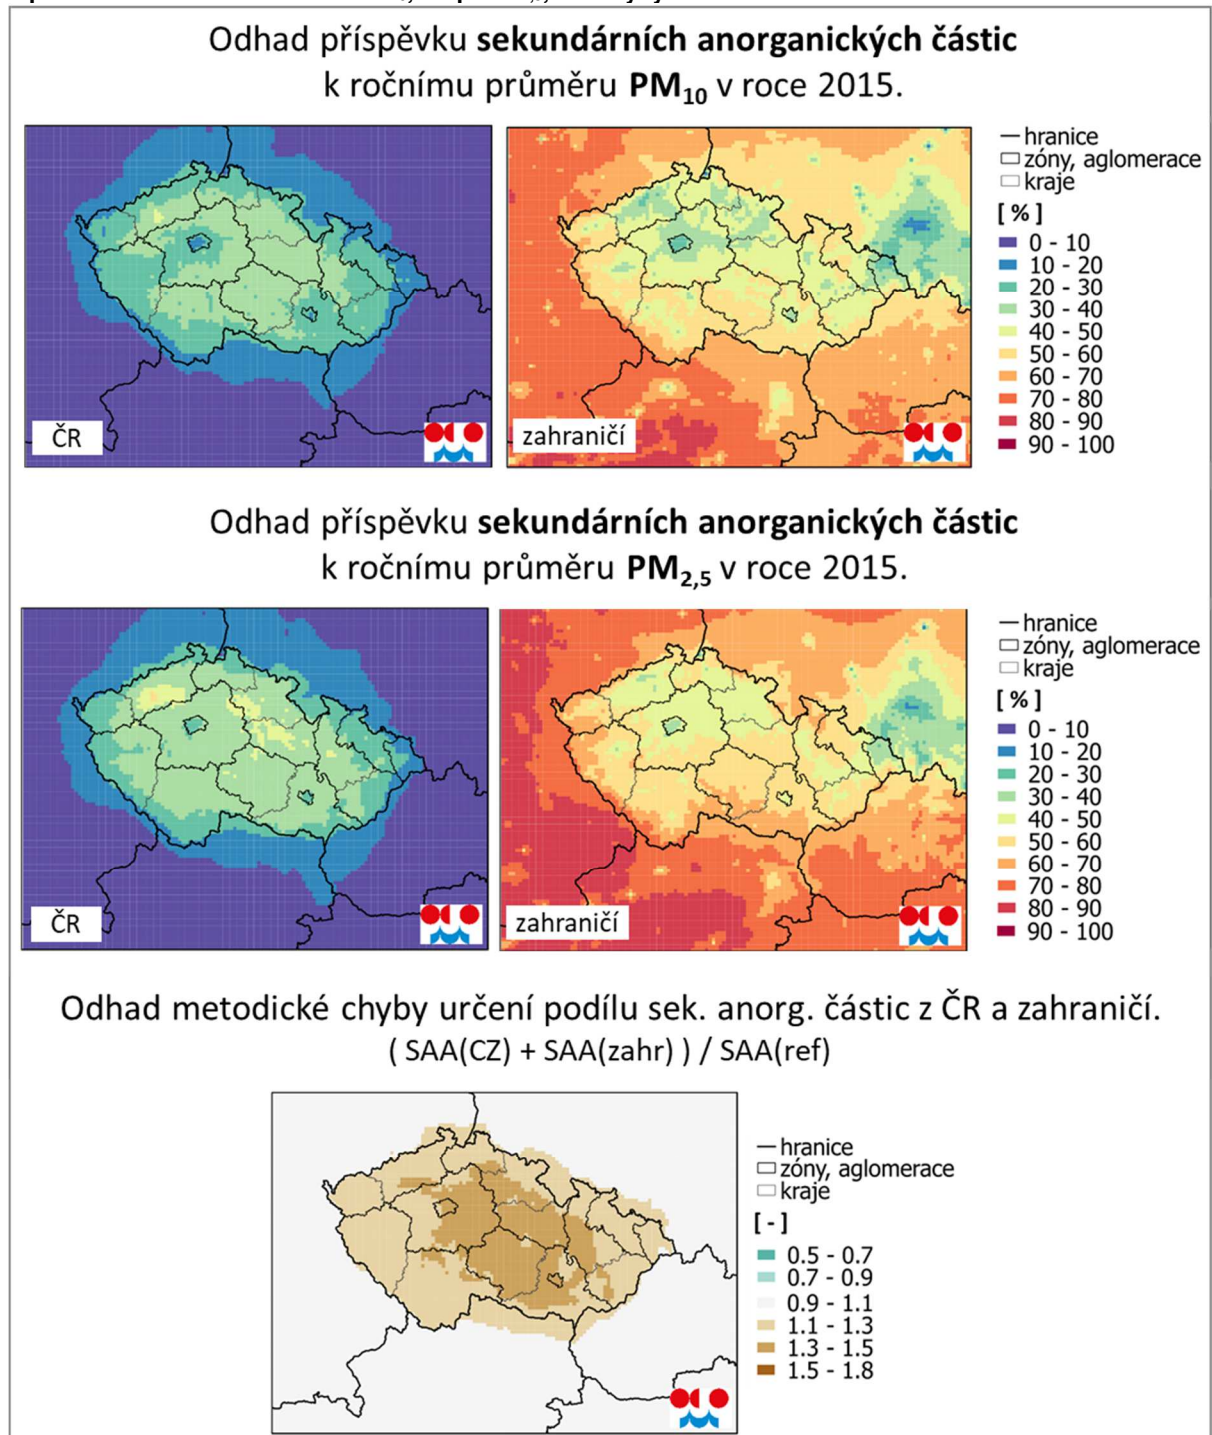 Odhad příspěvku sekundárních anorganických částic
k ročnímu průměru PM10 v roce 2015.
ČR
zahraničí
hranice
zóny, aglomerace
kraje
[ % ]
0 - 10
10 - 20
20 - 30
30 - 40
40 - 50
50 - 60
60 - 70
70 - 80
80 - 90
90 - 100
Odhad příspěvku sekundárních anorganických částic
k ročnímu průměru PM2,5 v roce 2015.
ČR
zahraničí
hranice
zóny, aglomerace
kraje
[ % ]
0 - 10
10 - 20
20 - 30
30 - 40
40 - 50
50 - 60
60 - 70
70 - 80
80 - 90
90 - 100
Odhad metodické chyby určení podílu sek. anorg. částic z ČR a zahraničí.
( SAA(CZ) + SAA(zahr) ) / SAA(ref)
hranice
zóny, aglomerace
kraje
[ - ]
0.5 - 0.7
0.7 - 0.9
0.9 - 1.1
1.1 - 1.3
1.3 - 1.5
1.5 - 1.8